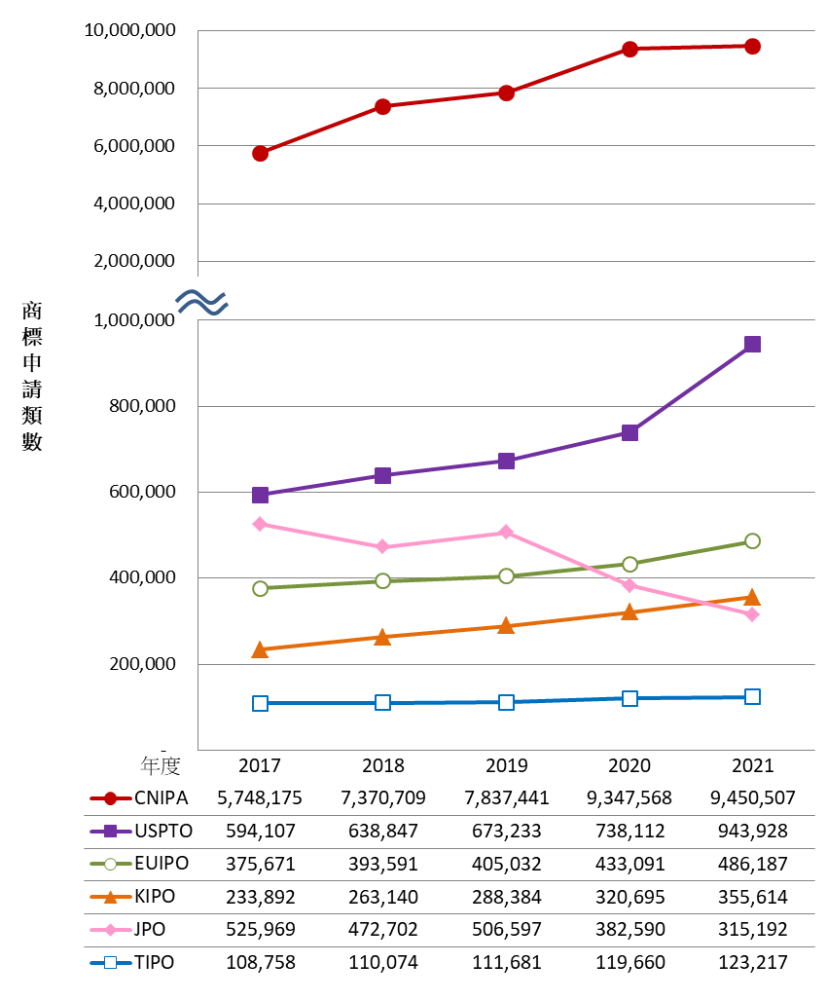 10,000,000
8,000,000
6,000,000
4,000,000
2,000,000
商標申請類數
1,000,000
800,000
600,000
400,000
200,000
-
年度 2017 2018 2019 2020 2021
CNIPA 5,748,175 7,370,709 7,837,441 9,347,568 9,450,507
USPTO 594,107 638,847 673,233 738,112 943,928
EUIPO 375,671 393,591 405,032 433,091 486,187
KIPO 233,892 263,140 288,384 320,695 355,614
JPO 525,969 472,702 506,597 382,590 315,192
TIPO 108,758 110,074 111,681 119,660 123,217